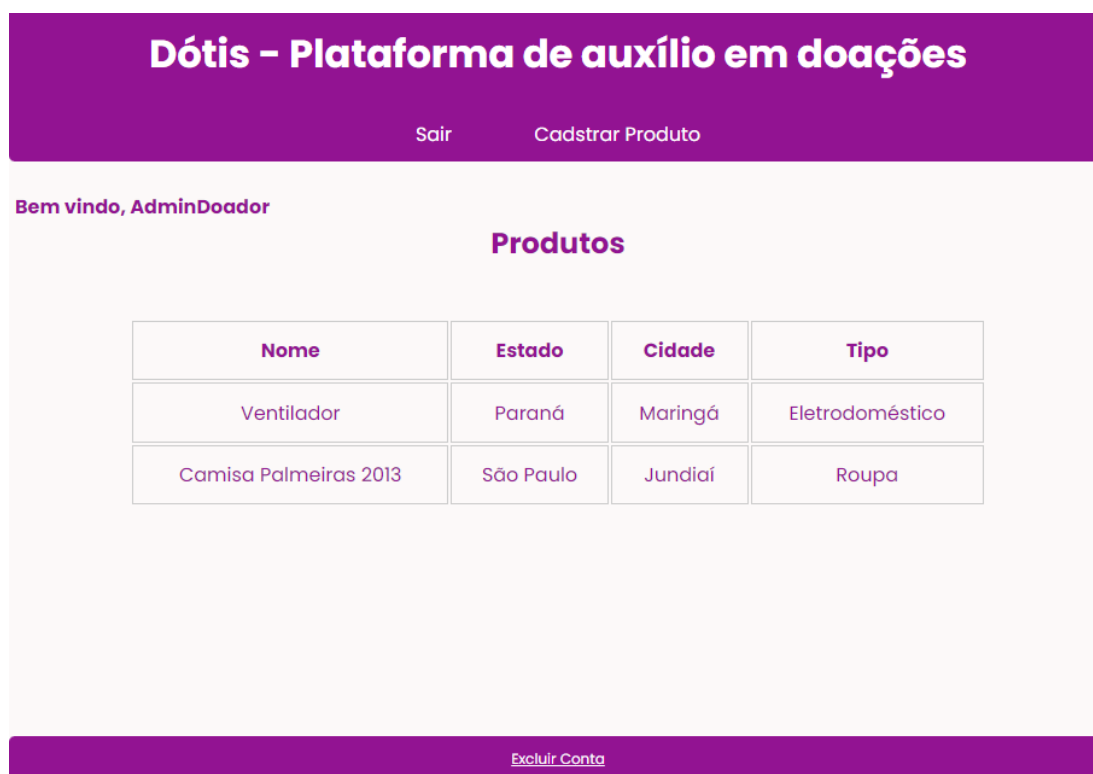 Dótis - Plataforma de auxílio em doações
Sair Cadstrar Produto
Bem vindo, AdminDoador
Produtos
Nome Estado Cidade Tipo
Ventilador Paraná Maringá Eletrodoméstico
Camisa Palmeiras 2013 São Paulo Jundiaí Roupa
Excluir Conta